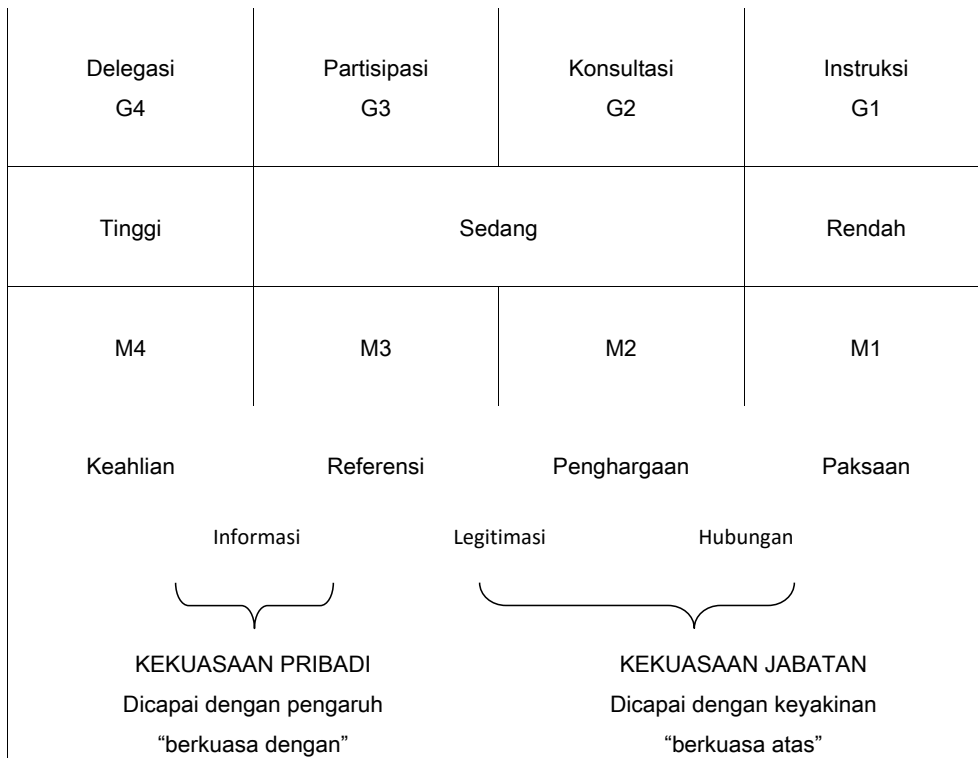 Delegasi Partisipasi Konsultasi Instruksi
G4 G3 G2 G1
Tinggi Sedang Rendah
M4 M3 M2 M1
Keahlian Referensi Penghargaan Paksaan
Informasi Legitimasi Hubungan
KEKUASAAN PRIBADI KEKUASAAN JABATAN
Dicapai dengan pengaruh Dicapai dengan keyakinan
“berkuasa dengan” “berkuasa atas”